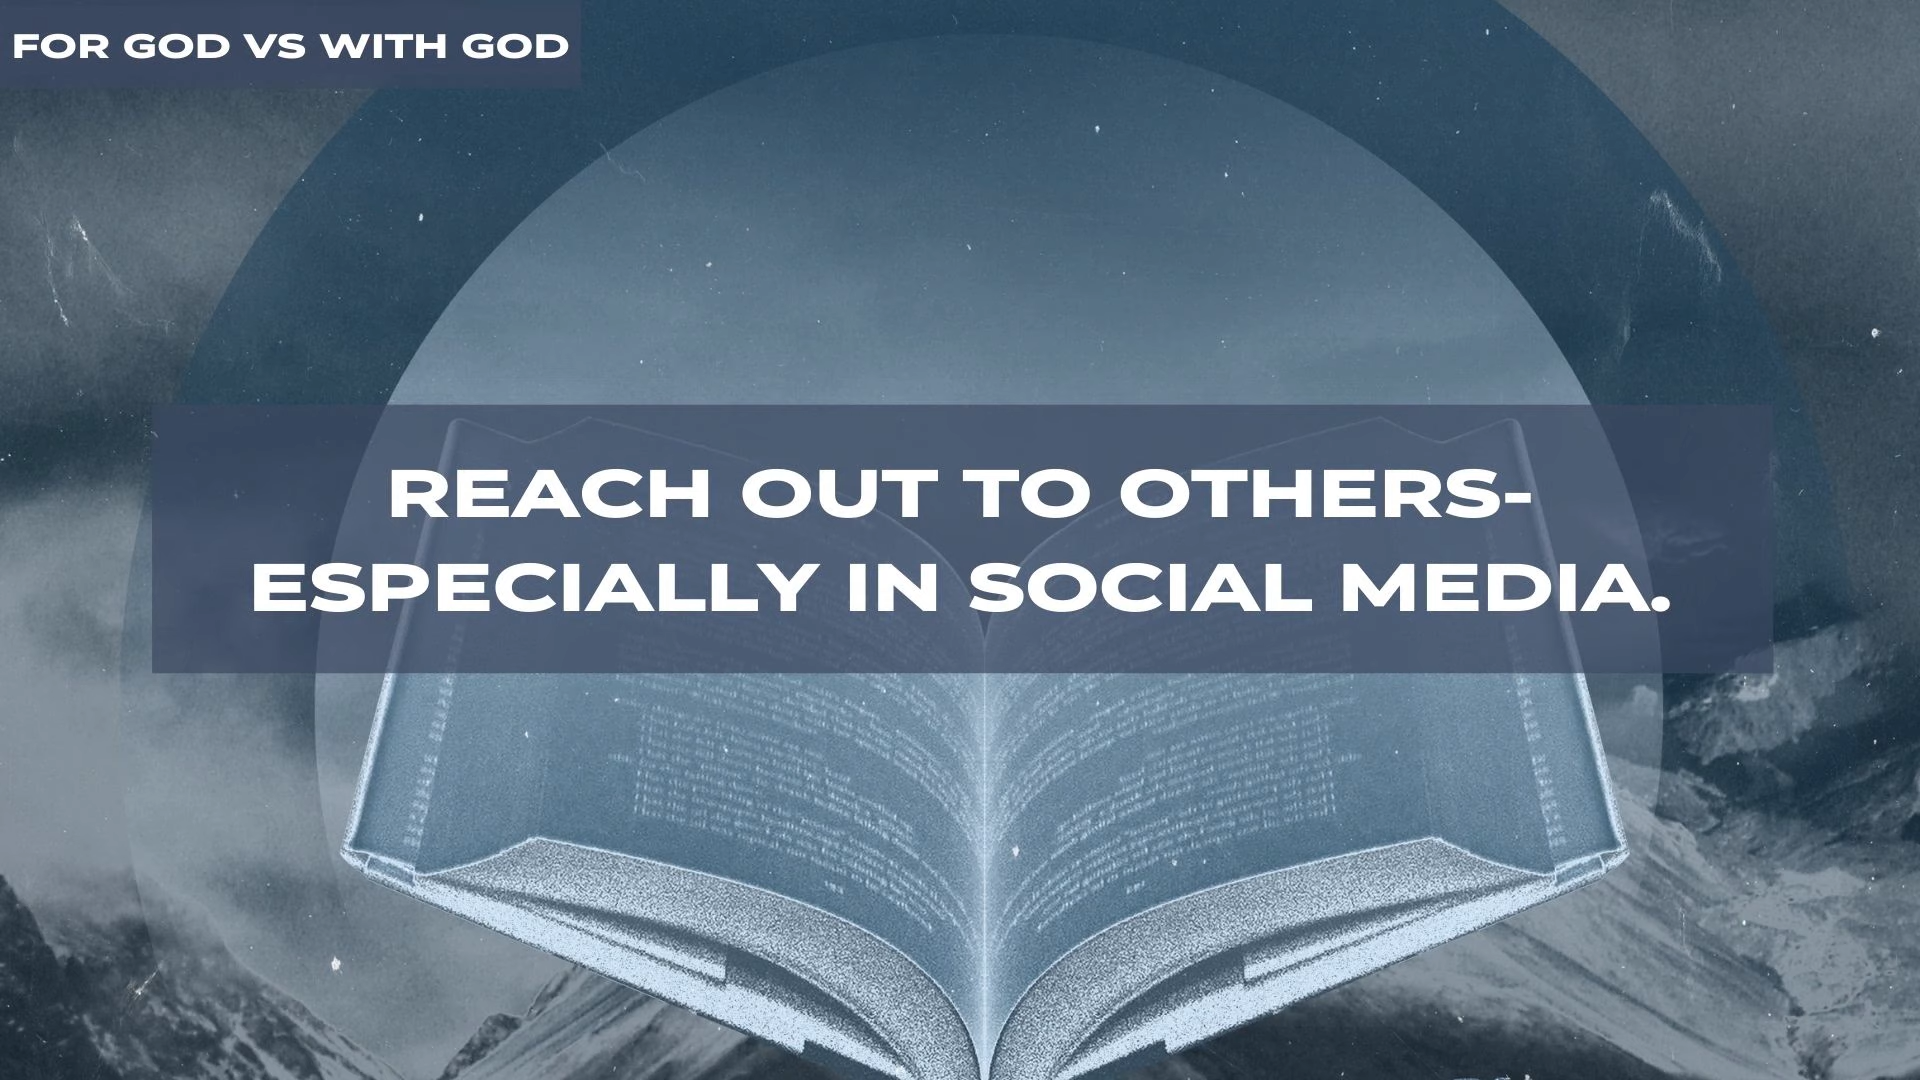 FOR GOD VS WITH GOD
REACH OUT TO OTHERS-
ESPECIALLY IN SOCIAL MEDIA.